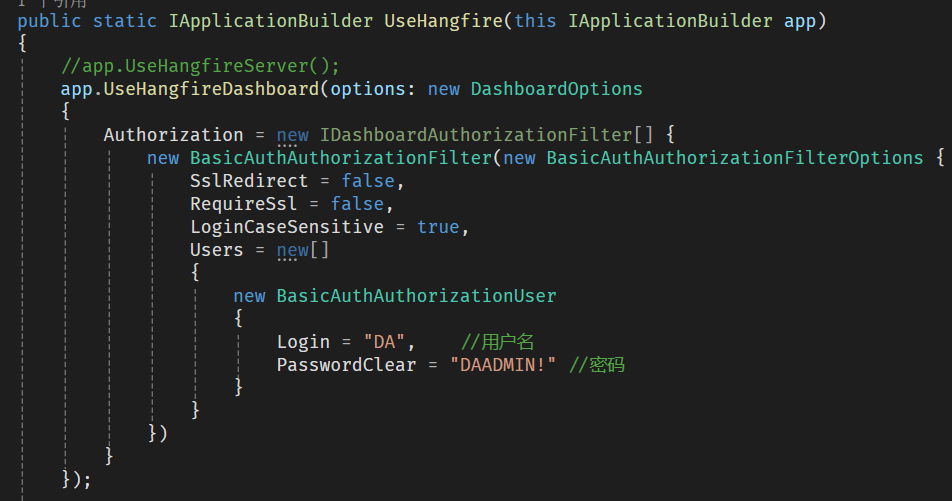 1 个引用
public static IApplicationBuilder UseHangfire(this IApplicationBuilder app)
{
//app.UseHangfireServer();
app.UseHangfireDashboard(options: new DashboardOptions
{
Authorization = new IDashboardAuthorizationFilter[] {
new BasicAuthAuthorizationFilter(new BasicAuthAuthorizationFilterOptions {
SslRedirect = false,
RequireSsl = false,
LoginCaseSensitive = true,
Users = new[]
{
new BasicAuthAuthorizationUser
{
Login = "DA",    //用户名
PasswordClear = "DAADMIN!" //密码
}
}
})
}
});